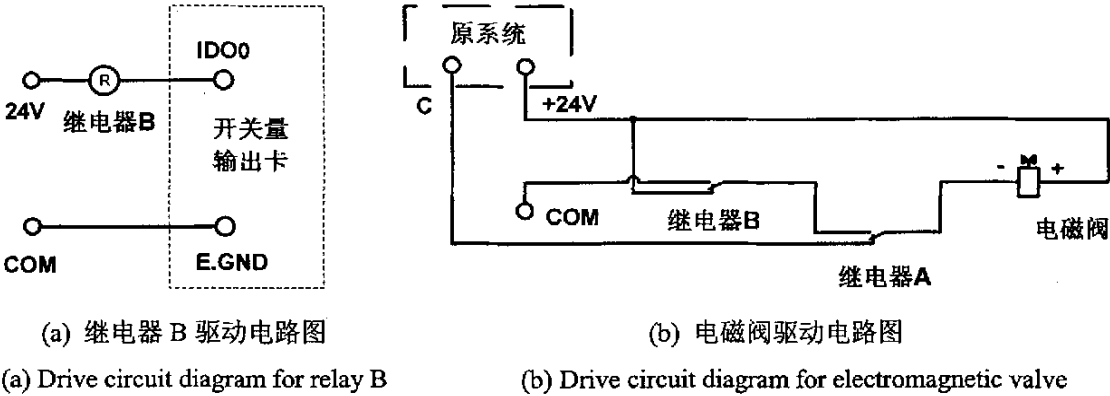 IDO0
R
24V
继电器B
开关量
输出卡
COM
E.GND
(a) 继电器 B 驱动电路图
(a) Drive circuit diagram for relay B
原系统
C
+24V
- +
COM
继电器B
电磁阀
继电器A
(b) 电磁阀驱动电路图
(b) Drive circuit diagram for electromagnetic valve